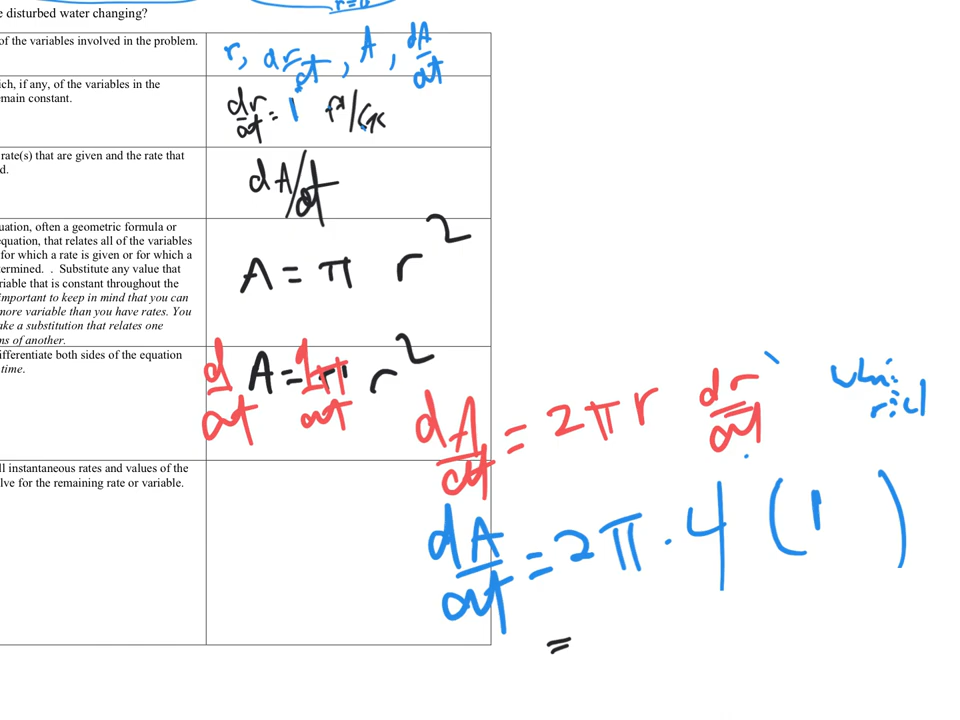 e disturbed water changing?
r=0
of the variables involved in the problem.
r, dr/dt, A, dA/dt
ich, if any, of the variables in the
emain constant.
dr/dt = 1 ft/sec
rate(s) that are given and the rate that
d.
dA/dt
uation, often a geometric formula or
equation, that relates all of the variables
for which a rate is given or for which a
termined. . Substitute any value that
riable that is constant throughout the
important to keep in mind that you can
more variable than you have rates. You
ake a substitution that relates one
ms of another.
A = π r²
ifferentiate both sides of the equation
time.
d/dt A = d/dt π r²
dA/dt = 2πr dr/dt
ll instantaneous rates and values of the
lve for the remaining rate or variable.
dA/dt = 2π · 4 (1 )
=